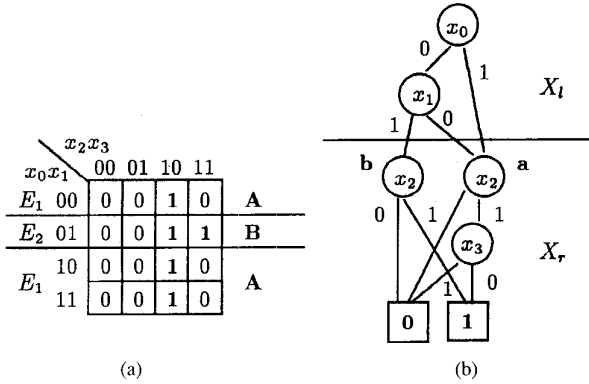 x₂x₃
x₀x₁ 00 01 10 11
E₁ 00 0 0 1 0 A
E₂ 01 0 0 1 1 B
10 0 0 1 0
E₁ A
11 0 0 1 0
(a)
x₀
0 1
x₁ Xₗ
1 0
b a
x₂ x₂
0 1 1
x₃ Xᵣ
1 0
0 1
(b)